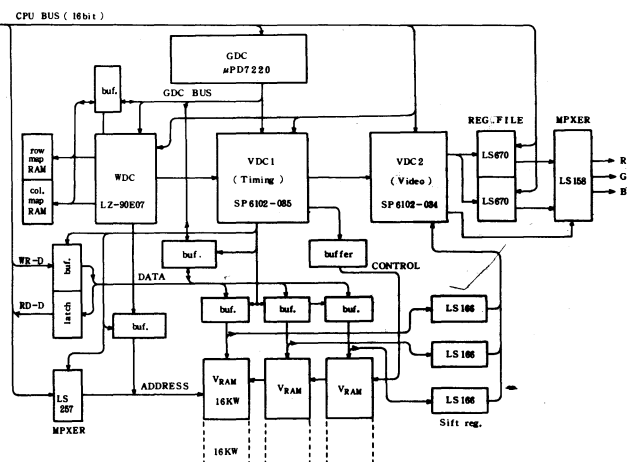 CPU BUS ( 16bit )
GDC
μPD7220
buf.
GDC BUS
REG.FILE
MPXER
row
map
RAM
col.
map
RAM
WDC
LZ-90E07
VDC1
( Timing )
SP6102-035
VDC2
( Video )
SP6102-034
LS670
LS670
LS158
R
G
B
WR-D
buf.
RD-D
latch
DATA
buf.
buffer
CONTROL
buf.
buf.
buf.
buf.
LS166
LS166
LS166
Sift reg.
LS
257
MPXER
ADDRESS
VRAM
16KW
VRAM
VRAM
16KW